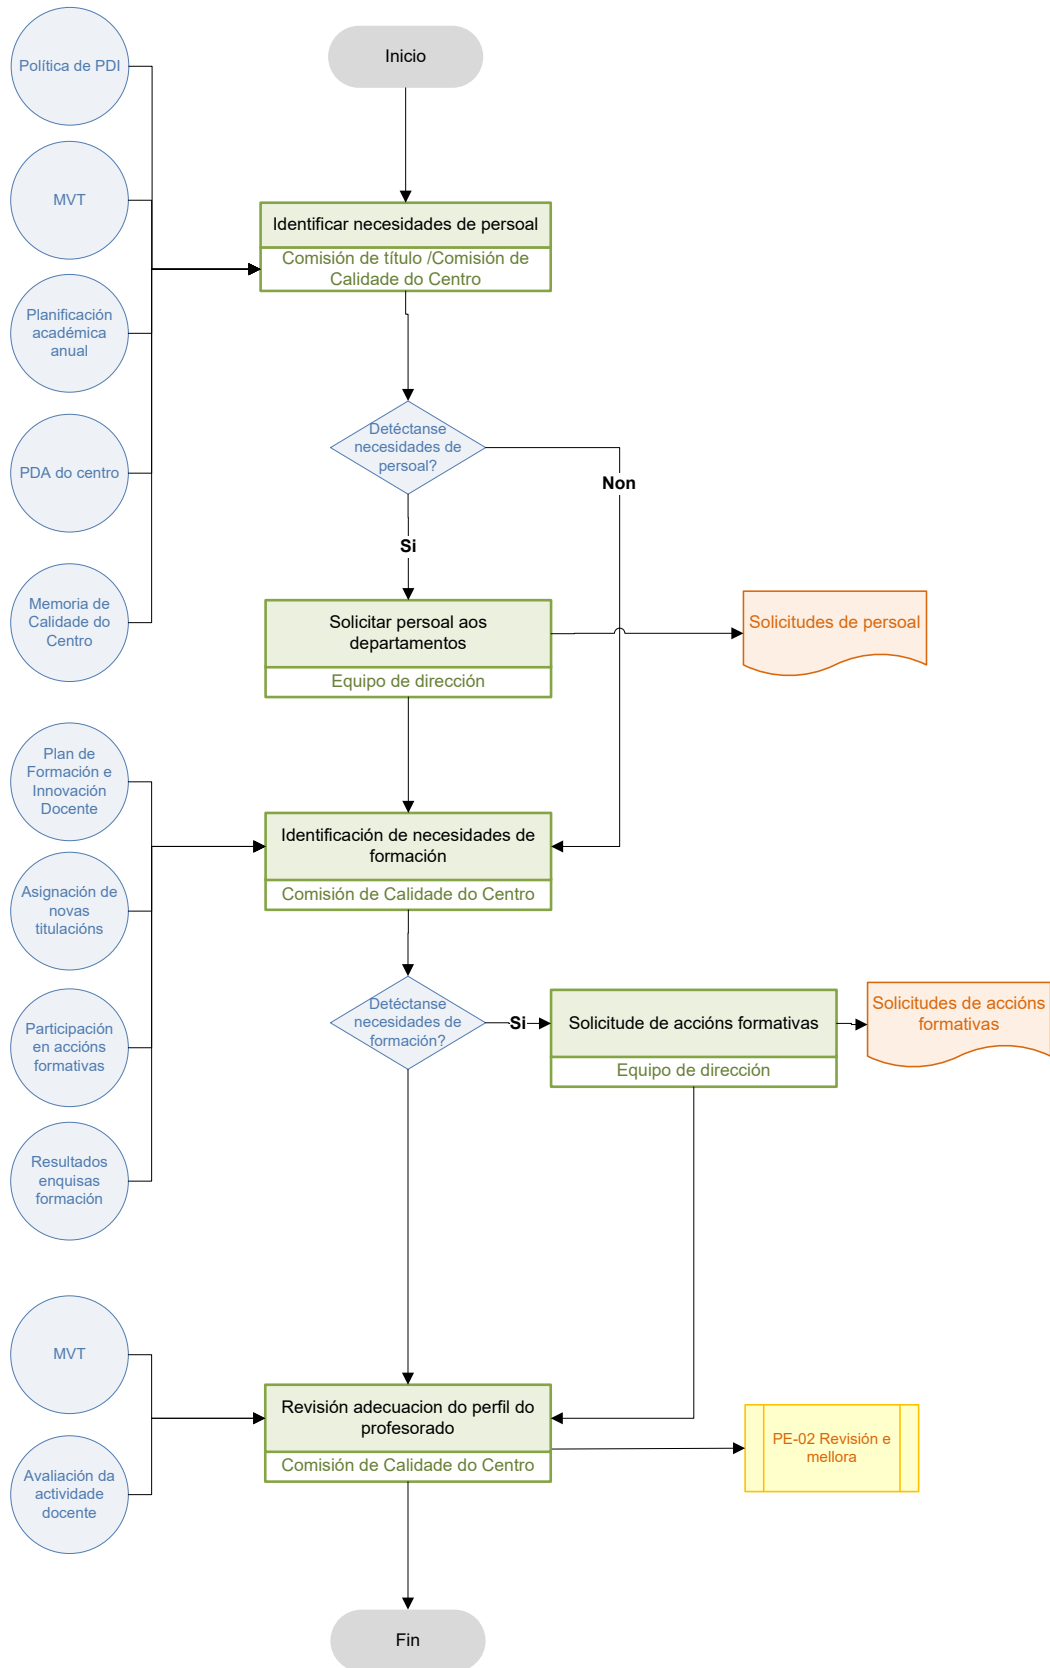 Política de PDI
Inicio
MVT
Identificar necesidades de persoal
Comisión de título /Comisión de
Calidade do Centro
Planificación
académica
anual
Detéctanse
necesidades de
persoal?
PDA do centro
Non
Si
Memoria de
Calidade do
Centro
Solicitar persoal aos
departamentos
Equipo de dirección
Solicitudes de persoal
Plan de
Formación e
Innovación
Docente
Identificación de necesidades de
formación
Comisión de Calidade do Centro
Asignación de
novas
titulacións
Participación
en accións
formativas
Detéctanse
necesidades de
formación?
Si
Solicitude de accións formativas
Equipo de dirección
Solicitudes de accións
formativas
Resultados
enquisas
formación
MVT
Revisión adecuacion do perfil do
profesorado
Comisión de Calidade do Centro
PE-02 Revisión e
mellora
Avaliación da
actividade
docente
Fin